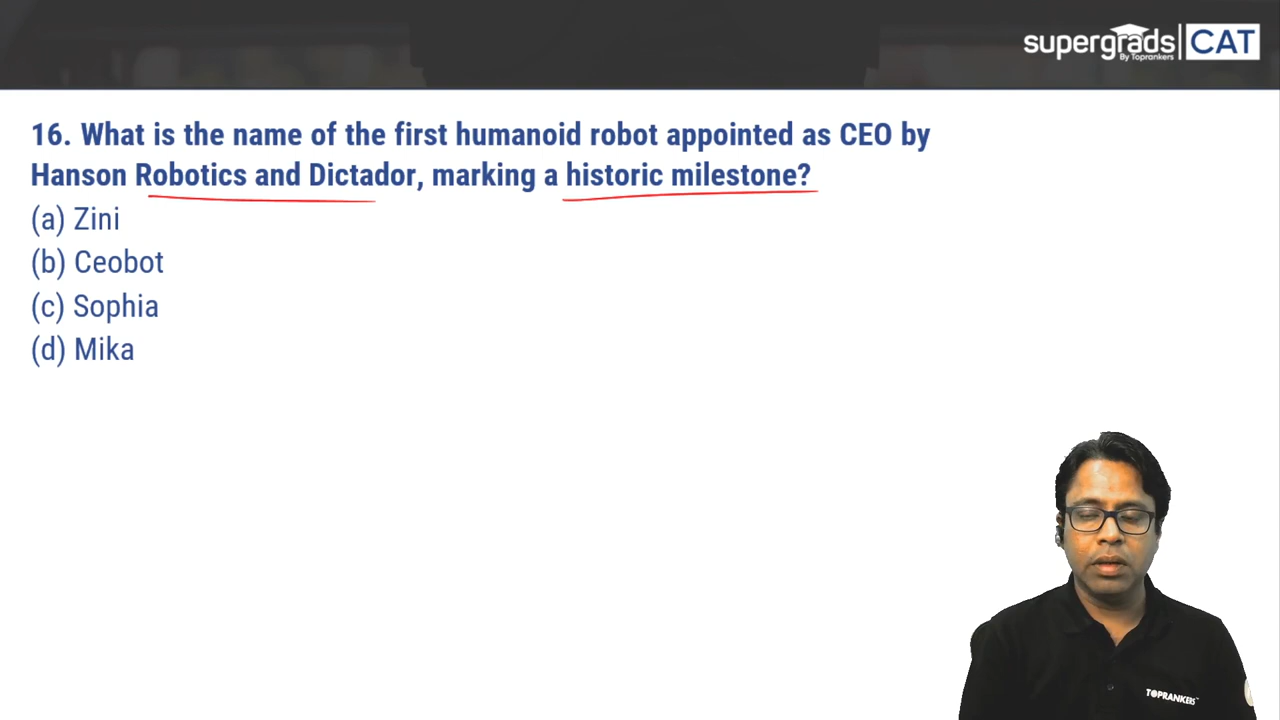 supergrads CAT
By Toprankers
16. What is the name of the first humanoid robot appointed as CEO by
Hanson Robotics and Dictador, marking a historic milestone?
(a) Zini
(b) Ceobot
(c) Sophia
(d) Mika
TOPRANKERS